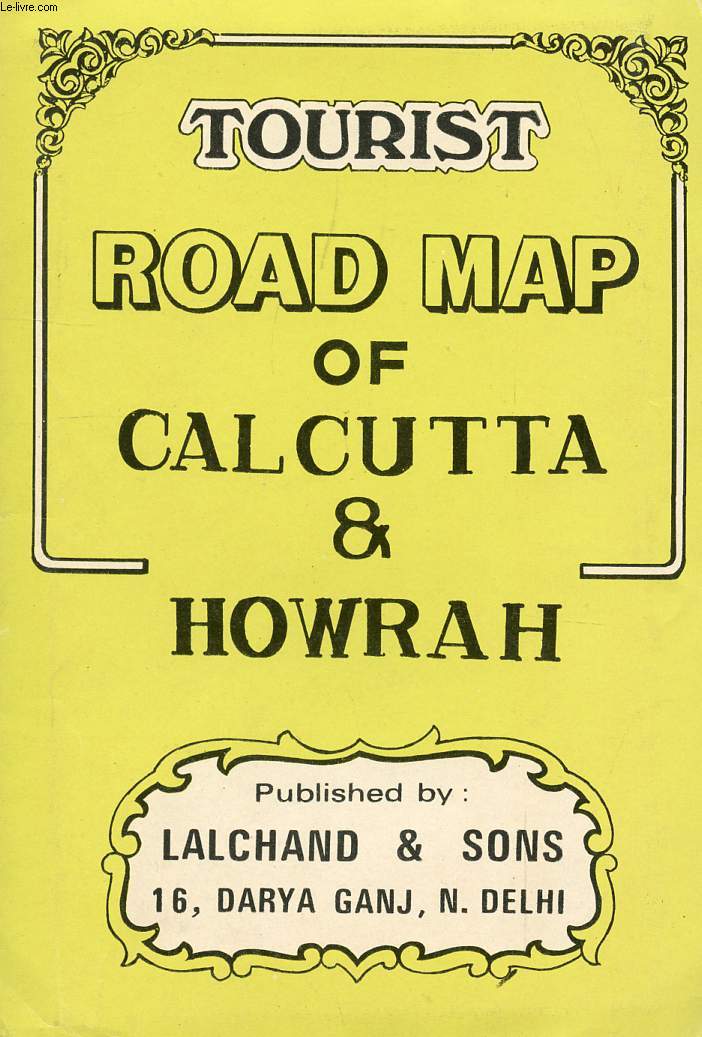 Le-livre.com
TOURIST
ROAD MAP
OF
CALCUTTA
&
HOWRAH
Published by :
LALCHAND & SONS
16, DARYA GANJ, N. DELHI